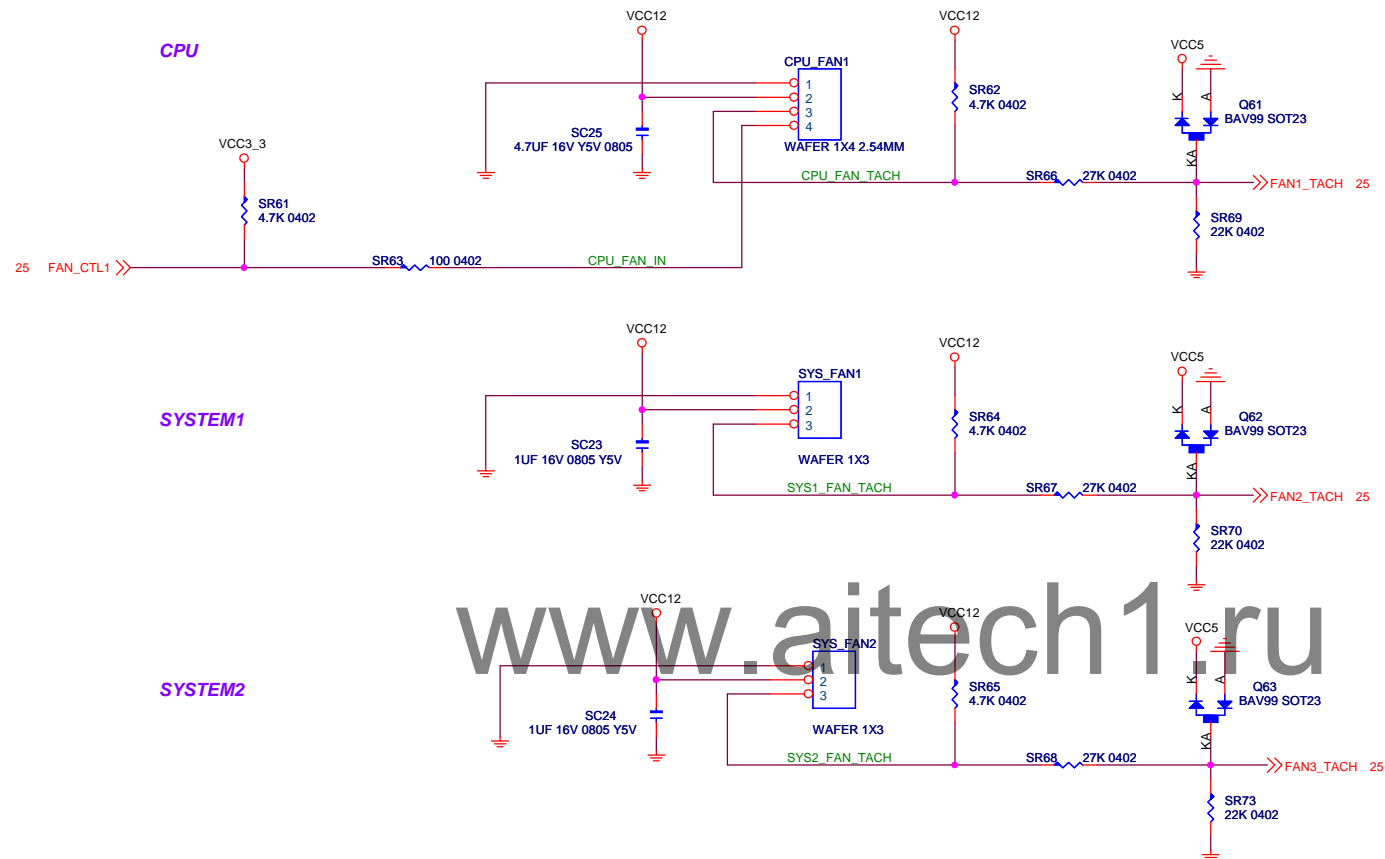 CPU
VCC12
VCC12
VCC5
CPU_FAN1
1
2
3
4
WAFER 1X4 2.54MM
SC25
4.7UF 16V Y5V 0805
SR62
4.7K 0402
K
A
Q61
BAV99 SOT23
KA
VCC3_3
SR61
4.7K 0402
CPU_FAN_TACH
SR66
27K 0402
FAN1_TACH 25
SR69
22K 0402
25 FAN_CTL1
SR63
100 0402
CPU_FAN_IN
SYSTEM1
VCC12
VCC12
VCC5
SYS_FAN1
1
2
3
WAFER 1X3
SC23
1UF 16V 0805 Y5V
SR64
4.7K 0402
K
A
Q62
BAV99 SOT23
KA
SYS1_FAN_TACH
SR67
27K 0402
FAN2_TACH 25
SR70
22K 0402
www.aitech1.ru
SYSTEM2
VCC12
VCC12
VCC5
SYS_FAN2
1
2
3
WAFER 1X3
SC24
1UF 16V 0805 Y5V
SR65
4.7K 0402
K
A
Q63
BAV99 SOT23
KA
SYS2_FAN_TACH
SR68
27K 0402
FAN3_TACH 25
SR73
22K 0402